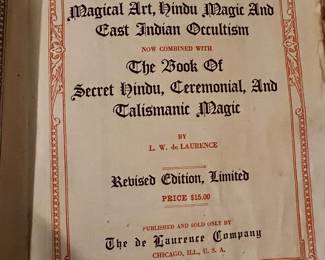 Magical Art, Hindu Magic And
East Indian Occultism
NOW COMBINED WITH
The Book Of
Secret Hindu, Ceremonial, And
Talismanic Magic
BY
L. W. de LAURENCE
Revised Edition, Limited
PRICE $15.00
PUBLISHED AND SOLD ONLY BY
The de Laurence Company
CHICAGO, ILL., U. S. A.